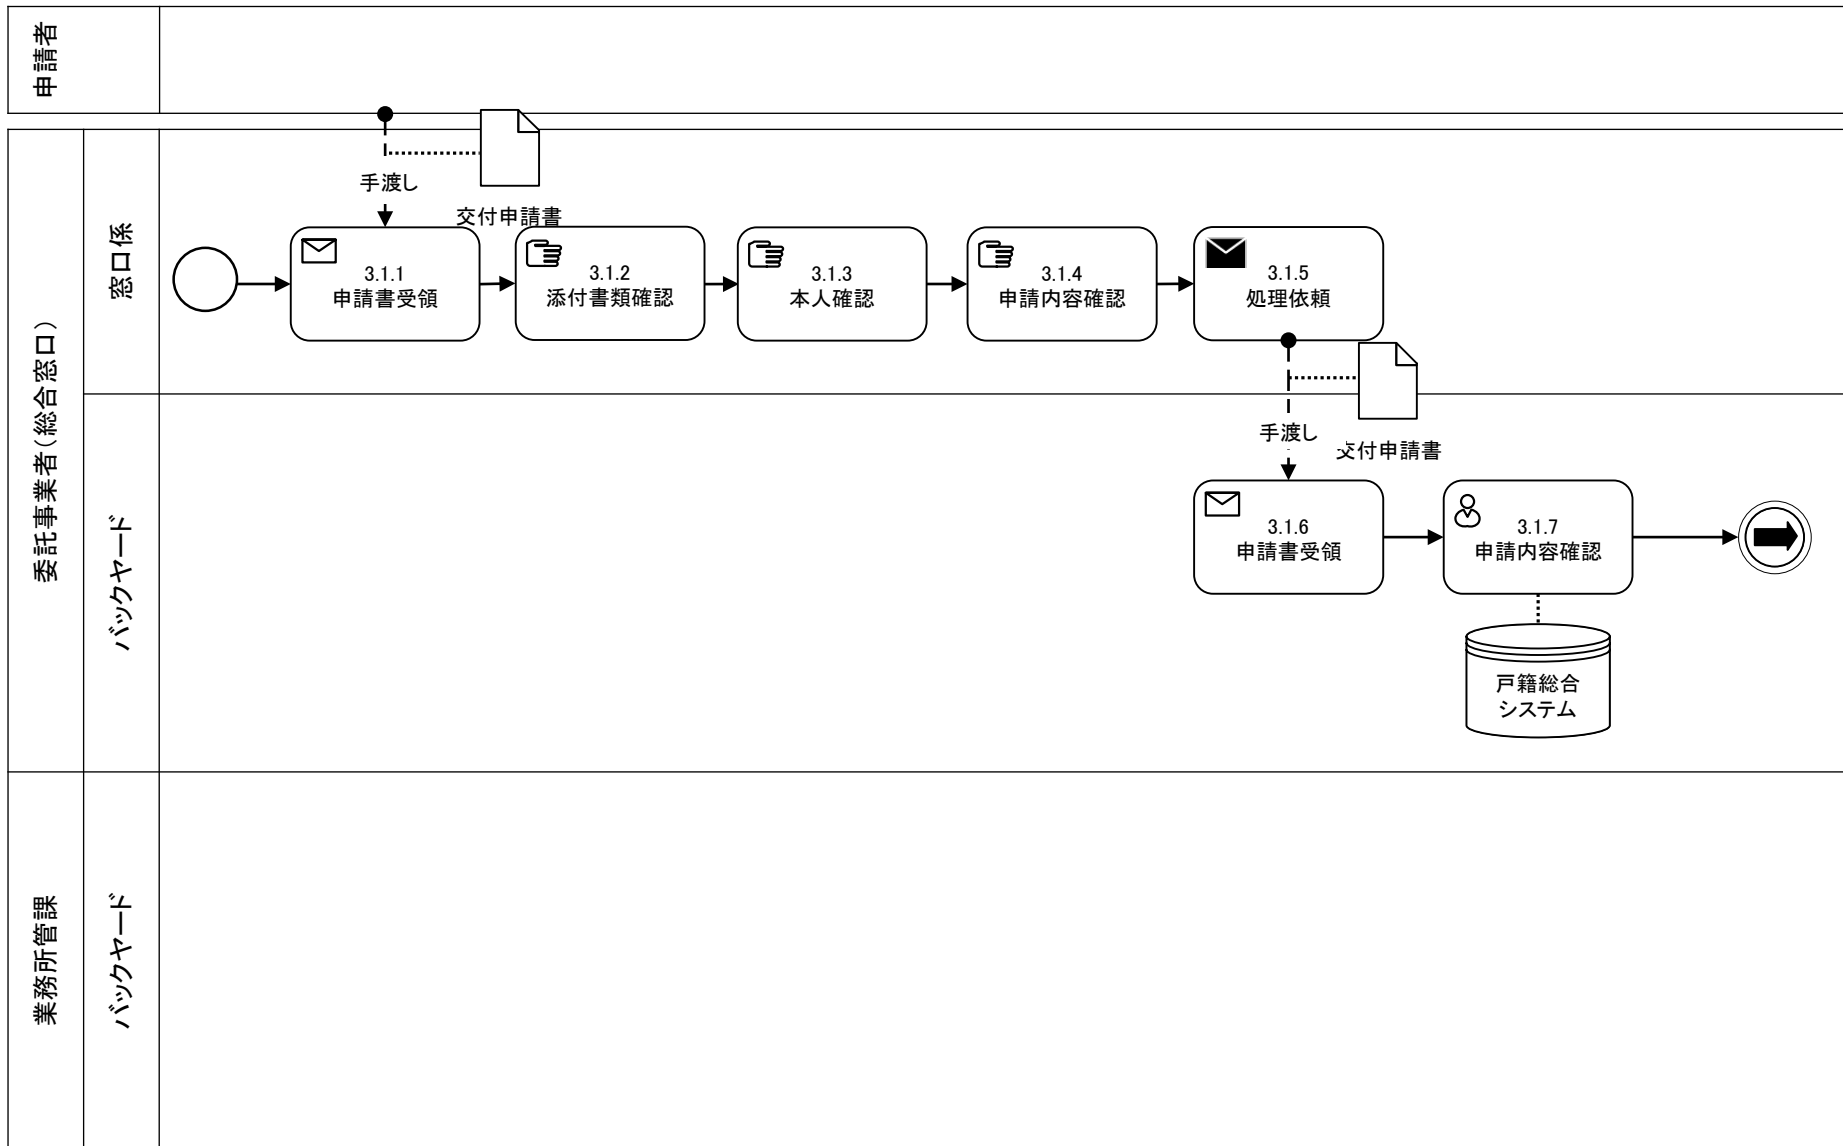 申請者
委託事業者(総合窓口)
窓口係
手渡し
交付申請書
3.1.1
申請書受領
3.1.2
添付書類確認
3.1.3
本人確認
3.1.4
申請内容確認
3.1.5
処理依頼
バックヤード
手渡し
交付申請書
3.1.6
申請書受領
3.1.7
申請内容確認
戸籍総合
システム
業務所管課
バックヤード